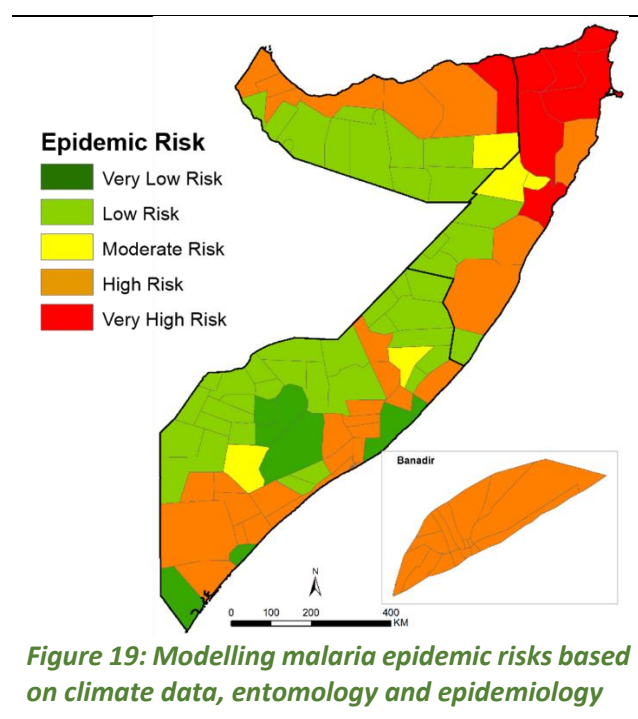 Epidemic Risk
Very Low Risk
Low Risk
Moderate Risk
High Risk
Very High Risk
Banadir
N
0 100 200 400
KM
Figure 19: Modelling malaria epidemic risks based
on climate data, entomology and epidemiology